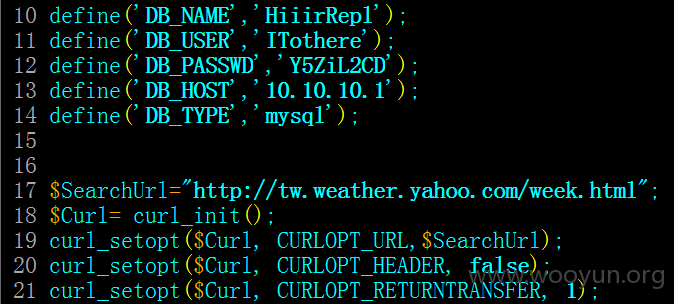 10 define('DB_NAME','HiiirRepl');
11 define('DB_USER','ITothere');
12 define('DB_PASSWD','Y5ZiL2CD');
13 define('DB_HOST','10.10.10.1');
14 define('DB_TYPE','mysql');
15
16
17 $SearchUrl="http://tw.weather.yahoo.com/week.html";
18 $Curl= curl_init();
19 curl_setopt($Curl, CURLOPT_URL,$SearchUrl);
20 curl_setopt($Curl, CURLOPT_HEADER, false);
21 curl_setopt($Curl, CURLOPT_RETURNTRANSFER, 1);
www.wooyun.org